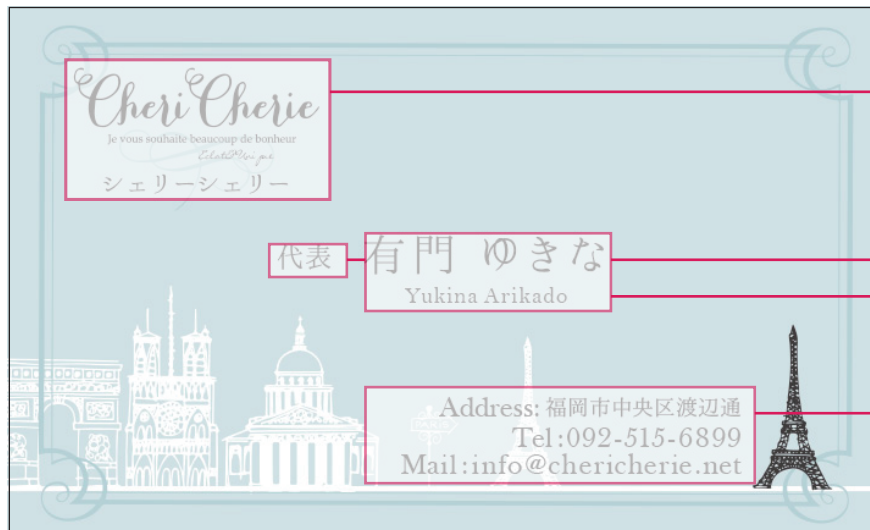 Cheri Cherie
Je vous souhaite beaucoup de bonheur
シェリーシェリー
代表 有門 ゆきな
Yukina Arikado
PARIS
Address: 福岡市中央区渡辺通
Tel:092-515-6899
Mail:info@chericherie.net